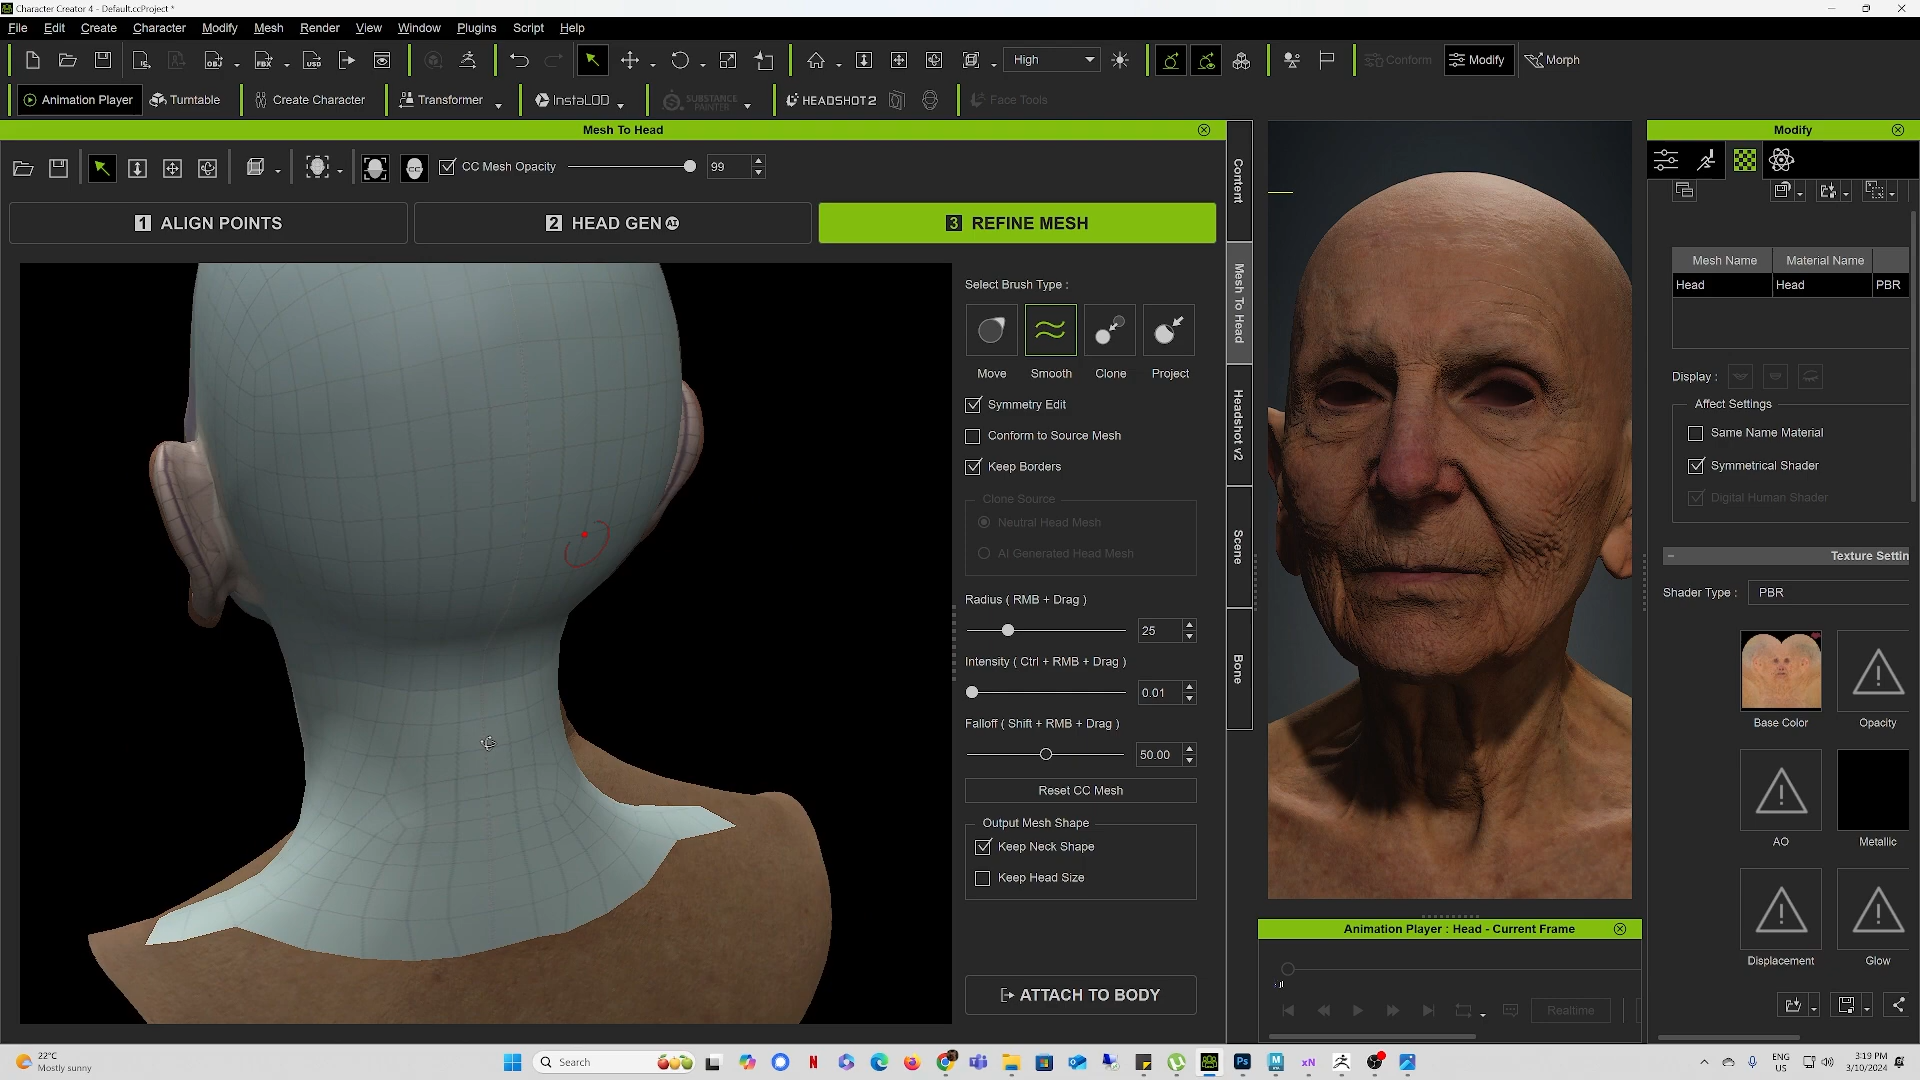 Character Creator 4 - Default.ccProject *
File Edit Create Character Modify Mesh Render View Window Plugins Script Help
High
Conform
Modify
Morph
Animation Player
Turntable
Create Character
Transformer
InstaLOD
SUBSTANCE PAINTER
HEADSHOT 2
Face Tools
Mesh To Head
CC Mesh Opacity
99
1 ALIGN POINTS
2 HEAD GEN AI
3 REFINE MESH
Select Brush Type :
Move
Smooth
Clone
Project
Symmetry Edit
Conform to Source Mesh
Keep Borders
Clone Source
Neutral Head Mesh
AI Generated Head Mesh
Radius ( RMB + Drag )
25
Intensity ( Ctrl + RMB + Drag )
0.01
Falloff ( Shift + RMB + Drag )
50.00
Reset CC Mesh
Output Mesh Shape
Keep Neck Shape
Keep Head Size
ATTACH TO BODY
Content
Mesh To Head
Headshot v2
Scene
Bone
Animation Player : Head - Current Frame
Realtime
Modify
Mesh Name Material Name
Head Head PBR
Display :
Affect Settings
Same Name Material
Symmetrical Shader
Digital Human Shader
Texture Settin
Shader Type : PBR
Base Color
Opacity
AO
Metallic
Displacement
Glow
22°C
Mostly sunny
Search
ENG
US
3:19 PM
3/10/2024